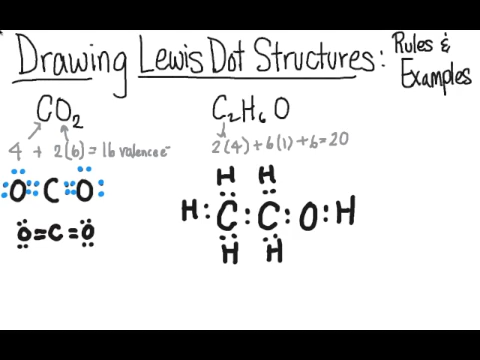 Drawing Lewis Dot Structures: Rules &
Examples
CO₂
C₂H₆O
4 + 2(6) = 16 valence e⁻
2(4) + 6(1) + 6 = 20
H H
O C O
H : C : C : O : H
O=C=O
H H